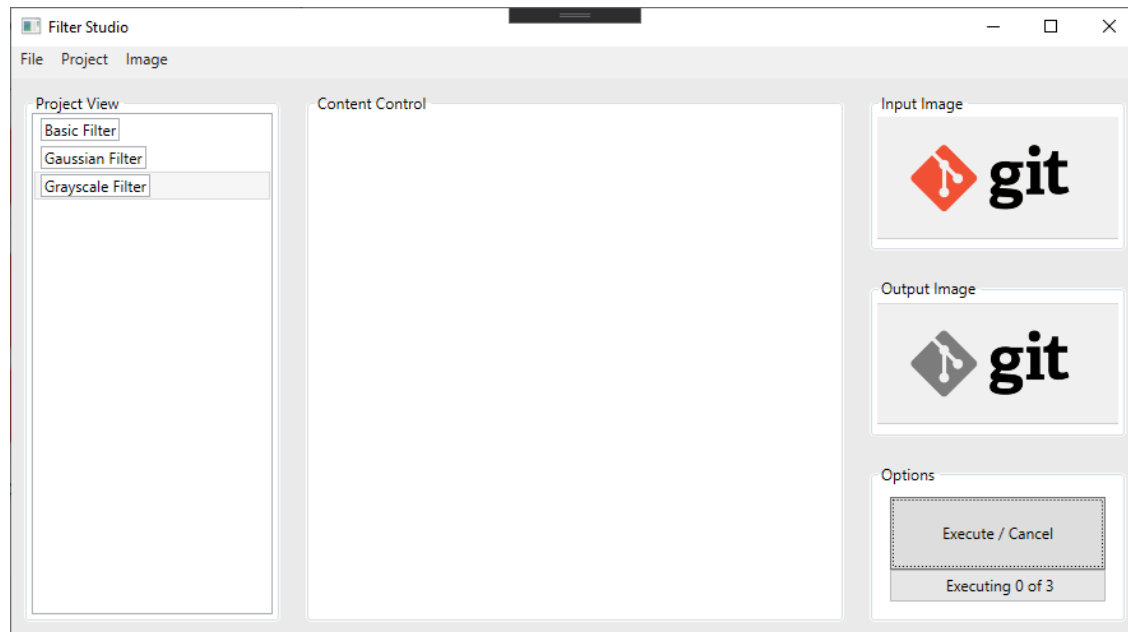 Filter Studio
File Project Image
Project View
Basic Filter
Gaussian Filter
Grayscale Filter
Content Control
Input Image
git
Output Image
git
Options
Execute / Cancel
Executing 0 of 3